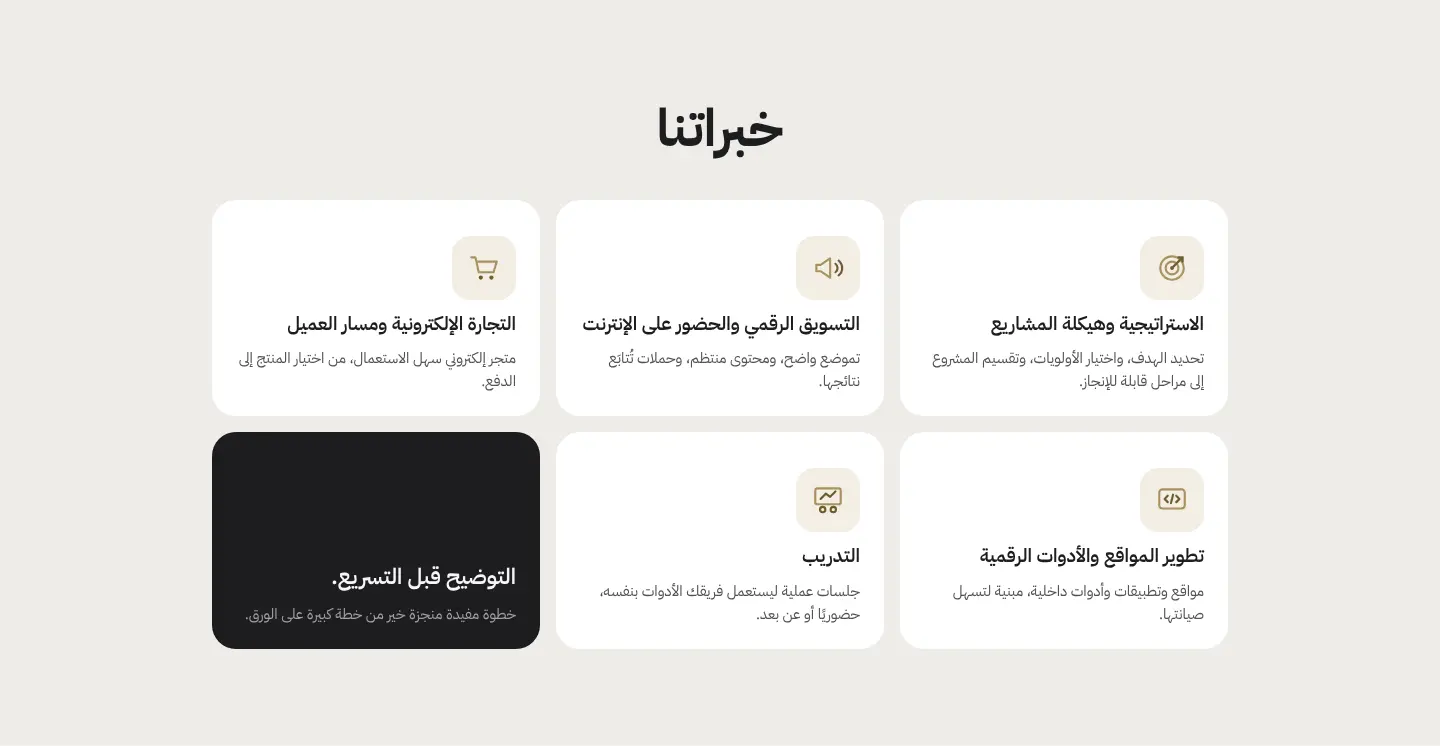 خبراتنا
الاستراتيجية وهيكلة المشاريع
تحديد الهدف، واختيار الأولويات، وتقسيم المشروع
إلى مراحل قابلة للإنجاز.
التسويق الرقمي والحضور على الإنترنت
تموضع واضح، ومحتوى منتظم، وحملات تُتابَع
نتائجها.
التجارة الإلكترونية ومسار العميل
متجر إلكتروني سهل الاستعمال، من اختيار المنتج إلى
الدفع.
تطوير المواقع والأدوات الرقمية
مواقع وتطبيقات وأدوات داخلية، مبنية لتسهل
صيانتها.
التدريب
جلسات عملية ليستعمل فريقك الأدوات بنفسه،
حضوريًا أو عن بعد.
التوضيح قبل التسريع.
خطوة مفيدة منجزة خير من خطة كبيرة على الورق.